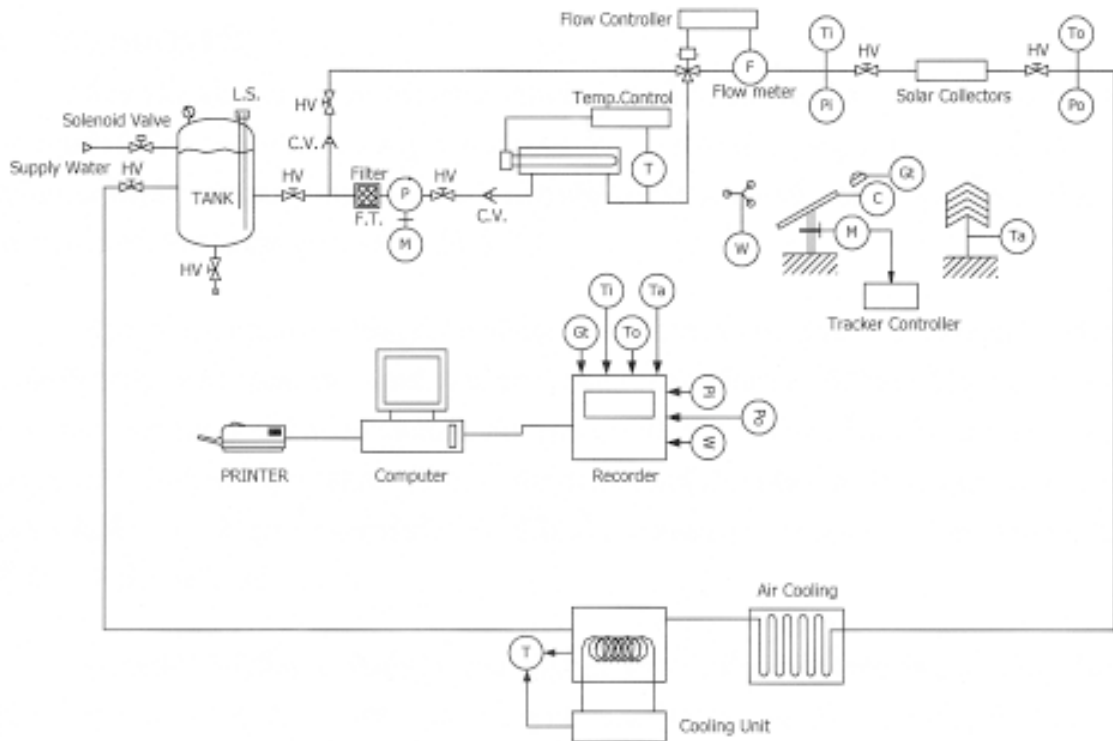 Flow Controller
Ti
To
HV
HV
F
L.S.
HV
Temp.Control
Flow meter
Pi
Solar Collectors
Po
Solenoid Valve
C.V.
Supply Water
HV
HV
Filter
P
HV
T
Gt
TANK
C
F.T.
C.V.
M
W
M
Ta
HV
Ti
Ta
Tracker Controller
Gt
To
Pi
Po
W
PRINTER
Computer
Recorder
Air Cooling
T
Cooling Unit